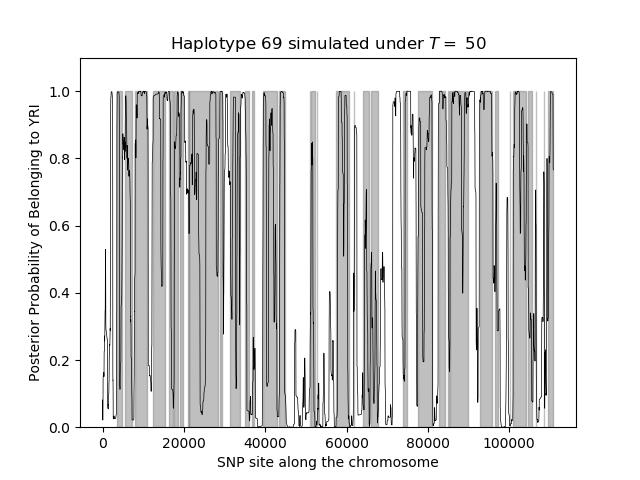 Haplotype 69 simulated under T = 50
Posterior Probability of Belonging to YRI
1.0
0.8
0.6
0.4
0.2
0.0
0 20000 40000 60000 80000 100000
SNP site along the chromosome